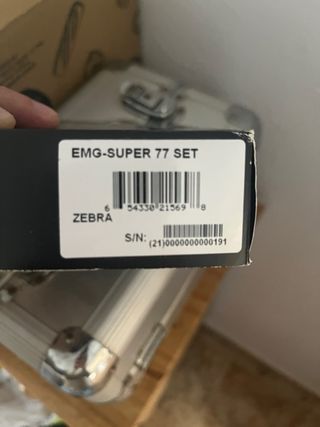 EMG-SUPER 77 SET
6 54330 21569 8
ZEBRA
S/N:
(21)0000000000191